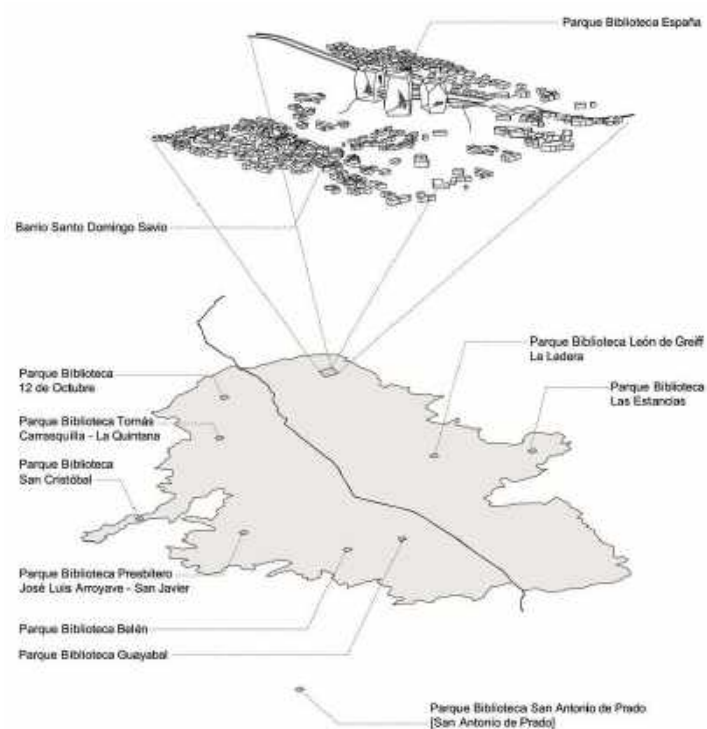 Parque Biblioteca España
Barrio Santo Domingo Savio
Parque Biblioteca León de Greiff
La Ladera
Parque Biblioteca
12 de Octubre
Parque Biblioteca
Las Estancias
Parque Biblioteca Tomás
Carrasquilla - La Quintana
Parque Biblioteca
San Cristóbal
Parque Biblioteca Presbítero
José Luis Arroyave - San Javier
Parque Biblioteca Belén
Parque Biblioteca Guayabal
Parque Biblioteca San Antonio de Prado
[San Antonio de Prado]